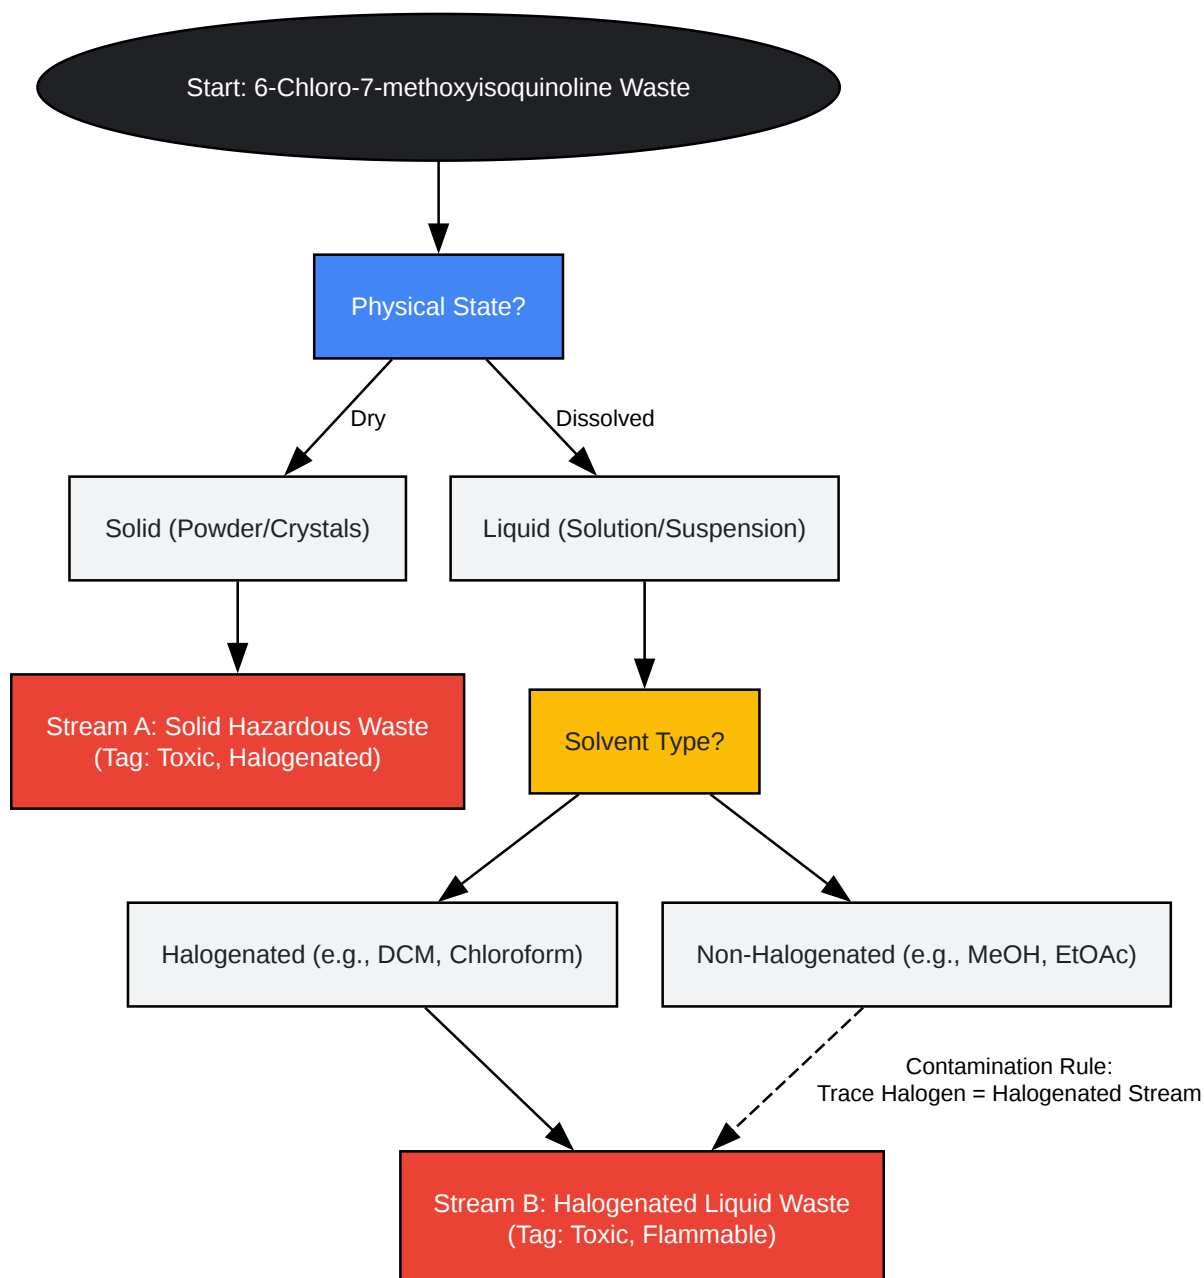 Start: 6-Chloro-7-methoxyisoquinoline Waste
Physical State?
Dry
Dissolved
Solid (Powder/Crystals)
Liquid (Solution/Suspension)
Stream A: Solid Hazardous Waste
(Tag: Toxic, Halogenated)
Solvent Type?
Halogenated (e.g., DCM, Chloroform)
Non-Halogenated (e.g., MeOH, EtOAc)
Contamination Rule:
Trace Halogen = Halogenated Stream
Stream B: Halogenated Liquid Waste
(Tag: Toxic, Flammable)